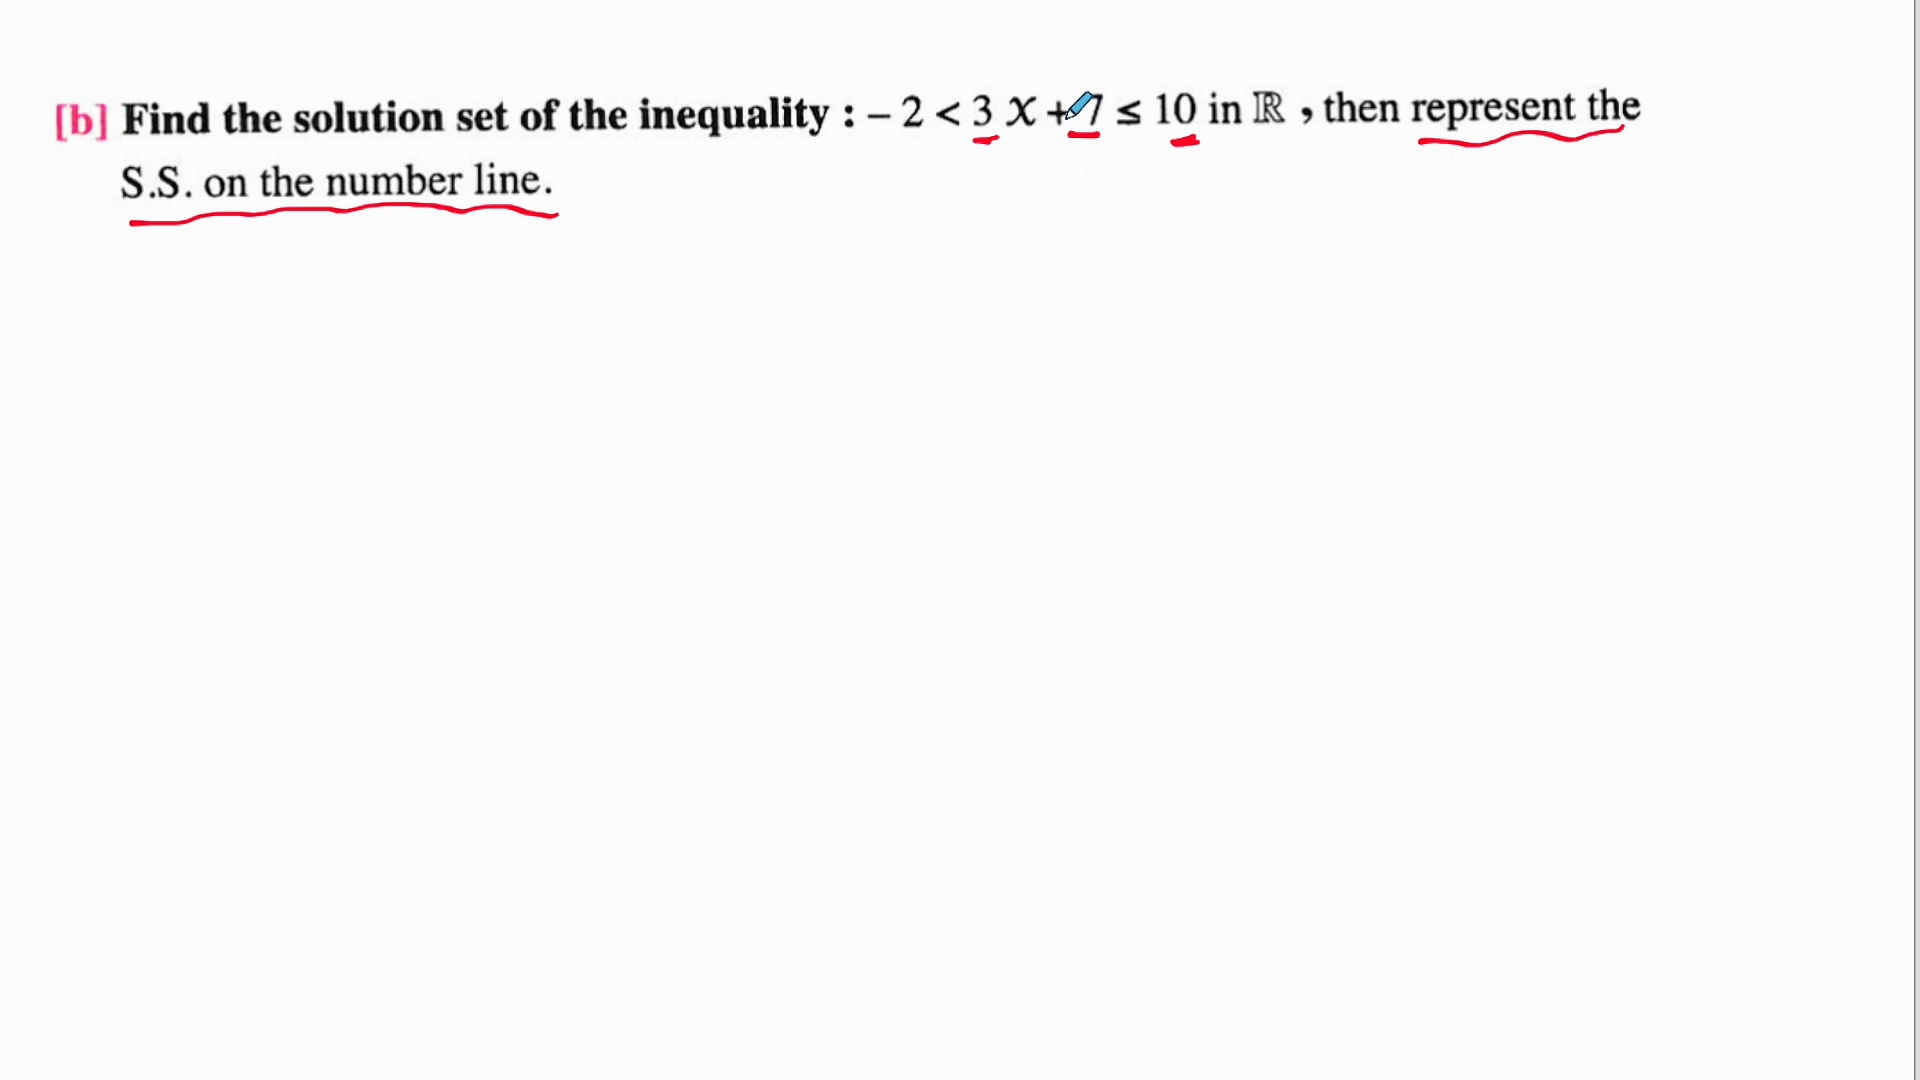 [b] Find the solution set of the inequality : – 2 < 3 X + 7 ≤ 10 in ℝ , then represent the
S.S. on the number line.